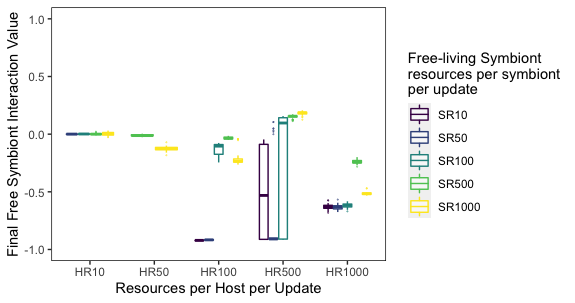 Final Free Symbiont Interaction Value
1.0
0.5
0.0
-0.5
-1.0
HR10 HR50 HR100 HR500 HR1000
Resources per Host per Update
Free-living Symbiont
resources per symbiont
per update
SR10
SR50
SR100
SR500
SR1000